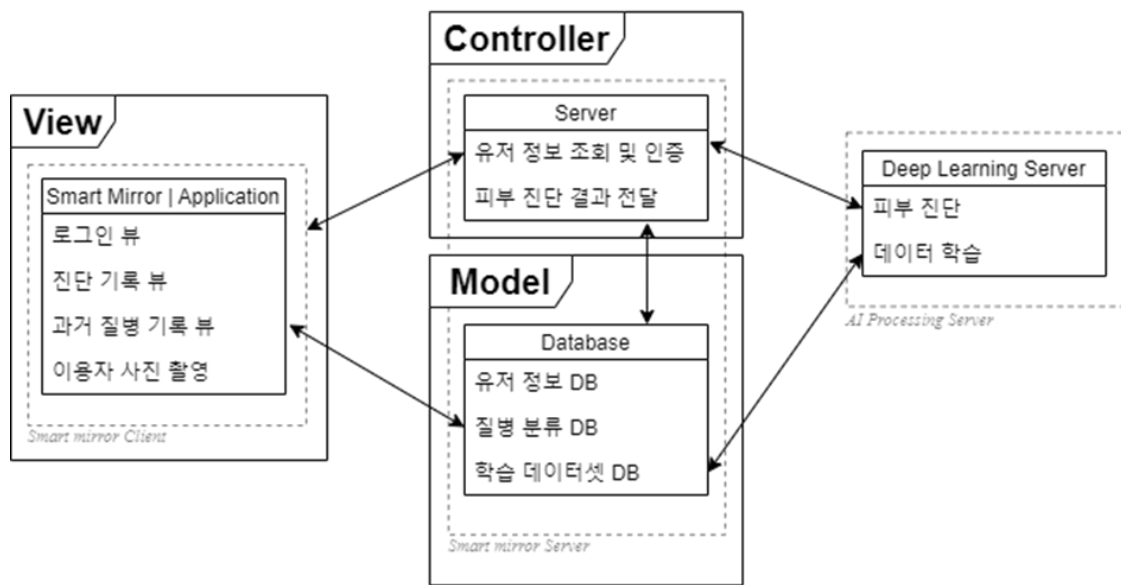 View
Smart Mirror | Application
로그인 뷰
진단 기록 뷰
과거 질병 기록 뷰
이용자 사진 촬영
Smart mirror Client
Controller
Server
유저 정보 조회 및 인증
피부 진단 결과 전달
Model
Database
유저 정보 DB
질병 분류 DB
학습 데이터셋 DB
Smart mirror Server
Deep Learning Server
피부 진단
데이터 학습
AI Processing Server